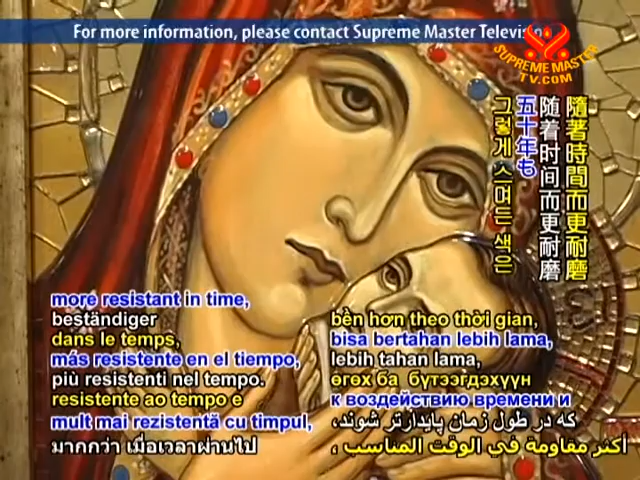 For more information, please contact Supreme Master Televisi
SUPREME MASTER
TV.COM
隨著時間而更耐磨
随着时间而更耐磨
五十年も
그렇게 스며든 색은
more resistant in time,
beständiger
dans le temps,
más resistente en el tiempo,
più resistenti nel tempo.
resistente ao tempo e
mult mai rezistentă cu timpul,
มากกว่า เมื่อเวลาผ่านไป
bền hơn theo thời gian,
bisa bertahan lebih lama,
lebih tahan lama,
өгөх ба бүтээгдэхүүн
к воздействию времени и
که در طول زمان پایدارتر شوند،
أكثر مقاومة في الوقت المناسب ،